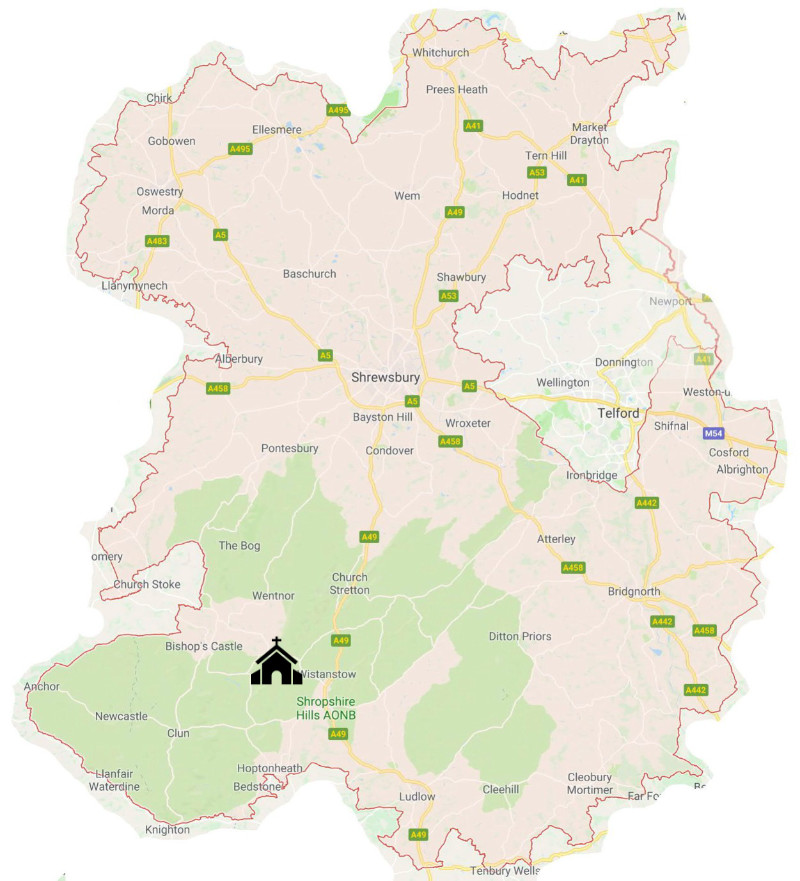 M
Whitchurch
Prees Heath
Chirk
A495
Ellesmere
A41
Market
Drayton
Gobowen
A495
Tern Hill
A53
A41
Oswestry
Wem
Hodnet
Morda
A49
A5
A483
Baschurch
Shawbury
Llanymynech
A53
Newport
Alberbury
A5
Donnington
A41
Shrewsbury
Wellington
A458
A5
Weston-u
A5
Bayston Hill
Wroxeter
Telford
Shifnal
M54
A458
Pontesbury
Condover
Cosford
Albrighton
Ironbridge
A442
A49
The Bog
Atterley
omery
Church Stoke
Church
Stretton
A458
Wentnor
Bridgnorth
A442
A458
Bishop's Castle
A49
Ditton Priors
Wistanstow
Anchor
A442
Shropshire
Hills AONB
Newcastle
Clun
A49
Llanfair
Waterdine
Hoptonheath
Bedstone
Ludlow
Cleehill
Cleobury
Mortimer
Far Fo
Be
Knighton
A49
Tenbury Wells